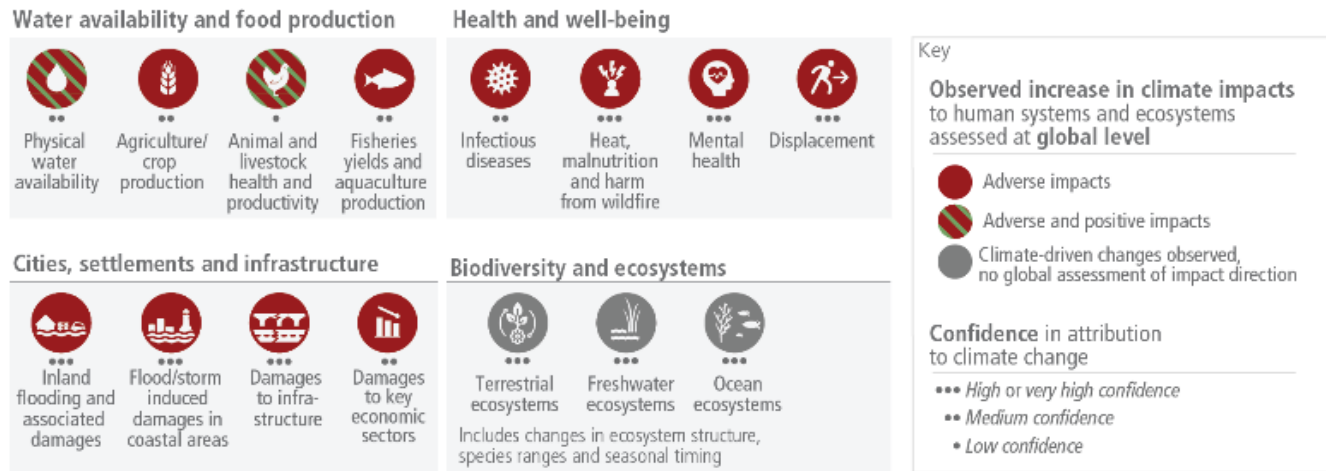 Water availability and food production
Physical
water
availability
Agriculture/
crop
production
Animal and
livestock
health and
productivity
Fisheries
yields and
aquaculture
production
Health and well-being
Infectious
diseases
Heat,
malnutrition
and harm
from wildfire
Mental
health
Displacement
Cities, settlements and infrastructure
Inland
flooding and
associated
damages
Flood/storm
induced
damages in
coastal areas
Damages
to infra-
structure
Damages
to key
economic
sectors
Biodiversity and ecosystems
Terrestrial
ecosystems
Freshwater
ecosystems
Ocean
ecosystems
Includes changes in ecosystem structure,
species ranges and seasonal timing
Key
Observed increase in climate impacts
to human systems and ecosystems
assessed at global level
Adverse impacts
Adverse and positive impacts
Climate-driven changes observed,
no global assessment of impact direction
Confidence in attribution
to climate change
••• High or very high confidence
•• Medium confidence
• Low confidence